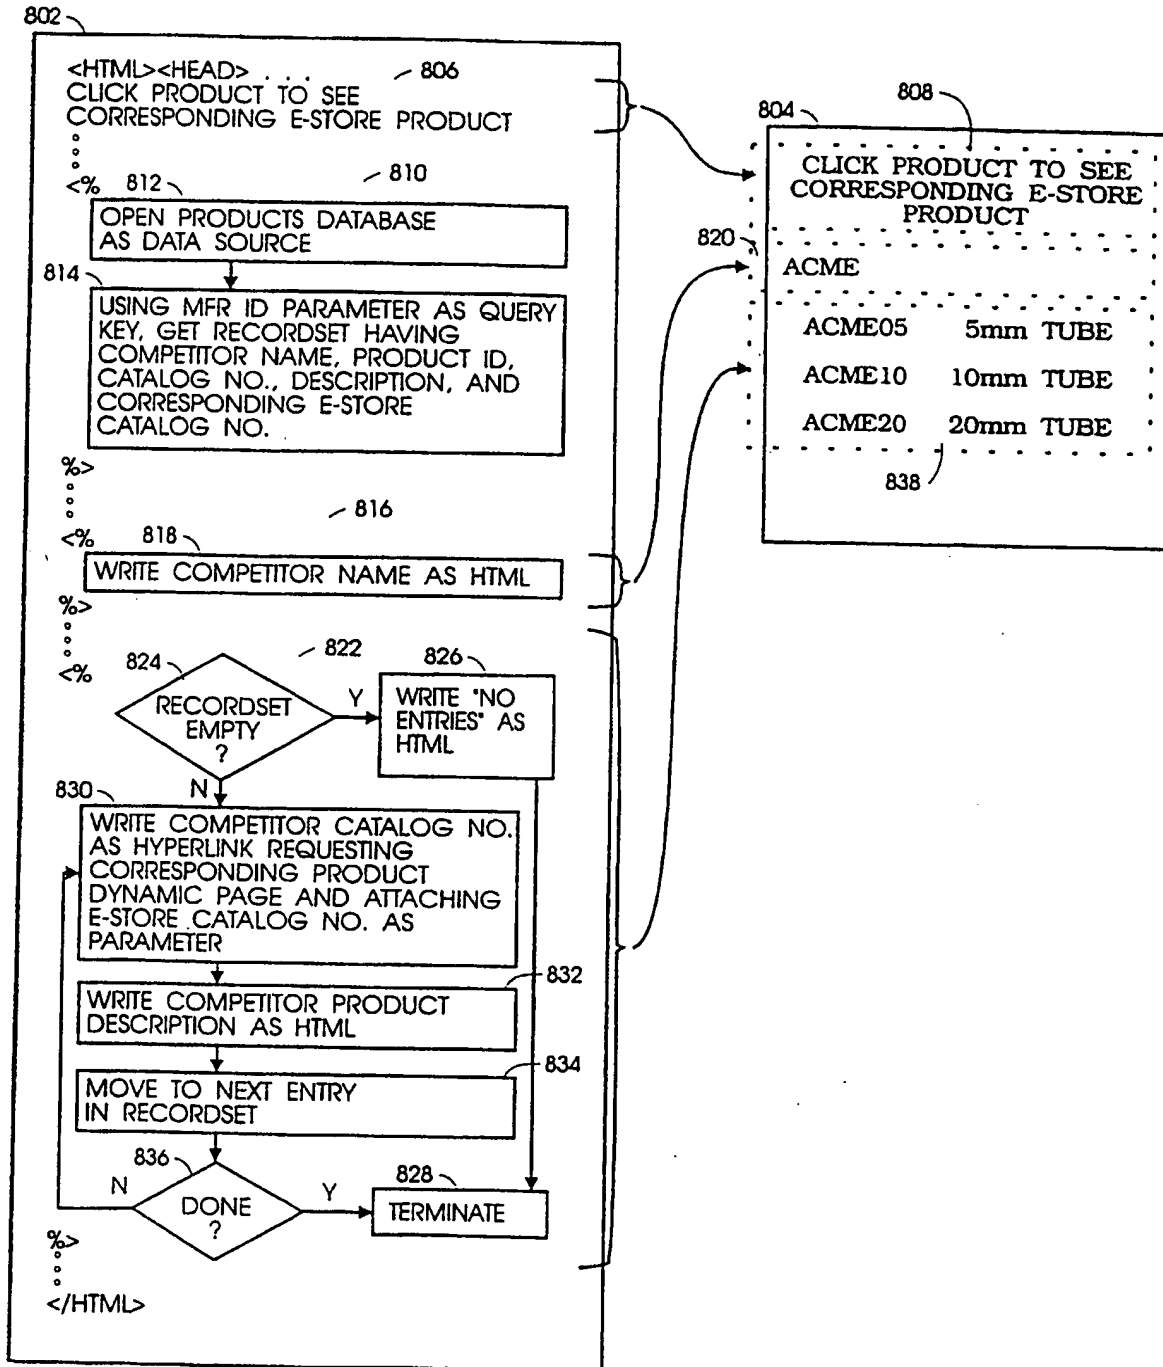 802
<HTML><HEAD> . . .
806
CLICK PRODUCT TO SEE
CORRESPONDING E-STORE PRODUCT
<%
812
810
OPEN PRODUCTS DATABASE
AS DATA SOURCE
814
USING MFR ID PARAMETER AS QUERY
KEY, GET RECORDSET HAVING
COMPETITOR NAME, PRODUCT ID,
CATALOG NO., DESCRIPTION, AND
CORRESPONDING E-STORE
CATALOG NO.
%>
816
<%
818
WRITE COMPETITOR NAME AS HTML
%>
<%
822
824
RECORDSET
EMPTY
?
Y
N
826
WRITE "NO
ENTRIES" AS
HTML
830
WRITE COMPETITOR CATALOG NO.
AS HYPERLINK REQUESTING
CORRESPONDING PRODUCT
DYNAMIC PAGE AND ATTACHING
E-STORE CATALOG NO. AS
PARAMETER
832
WRITE COMPETITOR PRODUCT
DESCRIPTION AS HTML
834
MOVE TO NEXT ENTRY
IN RECORDSET
836
N
DONE
?
Y
828
TERMINATE
%>
</HTML>
804
808
CLICK PRODUCT TO SEE
CORRESPONDING E-STORE
PRODUCT
820
ACME
ACME05 5mm TUBE
ACME10 10mm TUBE
ACME20 20mm TUBE
838